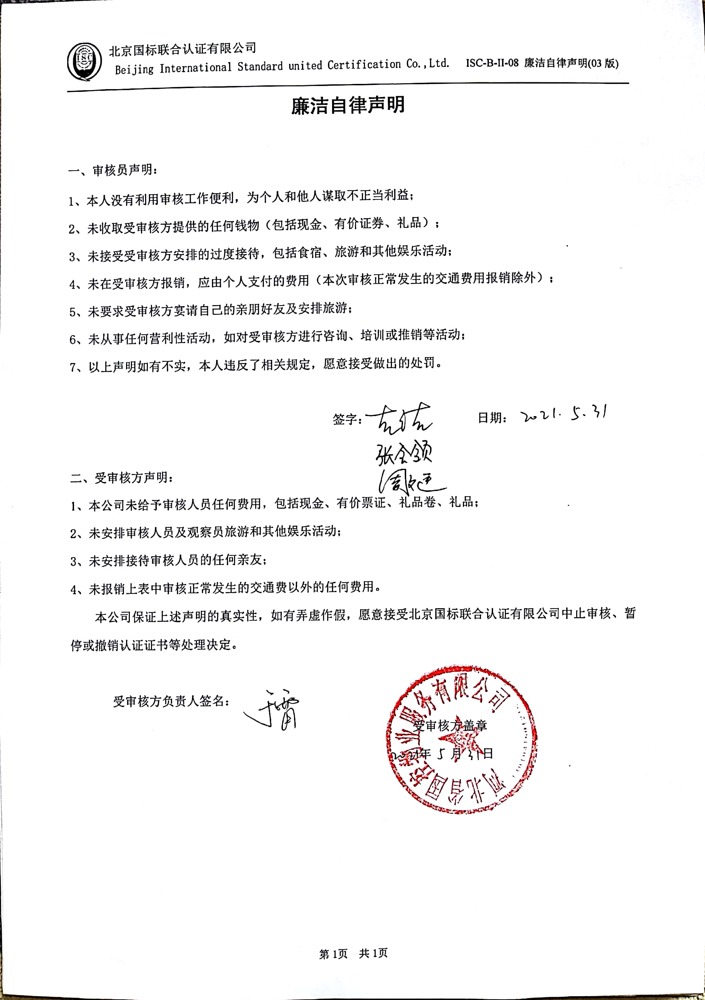 北京国标联合认证有限公司
Beijing International Standard united Certification Co.,Ltd. ISC-B-II-08 廉洁自律声明(03 版)
廉洁自律声明
一、审核员声明：
1、本人没有利用审核工作便利，为个人和他人谋取不正当利益；
2、未收取受审核方提供的任何钱物（包括现金、有价证券、礼品）；
3、未接受受审核方安排的过度接待，包括食宿、旅游和其他娱乐活动；
4、未在受审核方报销，应由个人支付的费用（本次审核正常发生的交通费用报销除外）；
5、未要求受审核方宴请自己的亲朋好友及安排旅游；
6、未从事任何营利性活动，如对受审核方进行咨询、培训或推销等活动；
7、以上声明如有不实，本人违反了相关规定，愿意接受做出的处罚。
签字： 日期： 2021. 5. 31
二、受审核方声明：
1、本公司未给予审核人员任何费用，包括现金、有价票证、礼品卷、礼品；
2、未安排审核人员及观察员旅游和其他娱乐活动；
3、未安排接待审核人员的任何亲友；
4、未报销上表中审核正常发生的交通费以外的任何费用。
本公司保证上述声明的真实性，如有弄虚作假，愿意接受北京国标联合认证有限公司中止审核、暂
停或撤销认证证书等处理决定。
受审核方负责人签名：
河北省国控物业服务有限公司
受审核方盖章
2021年 5 月 31日
第 1页 共 1页